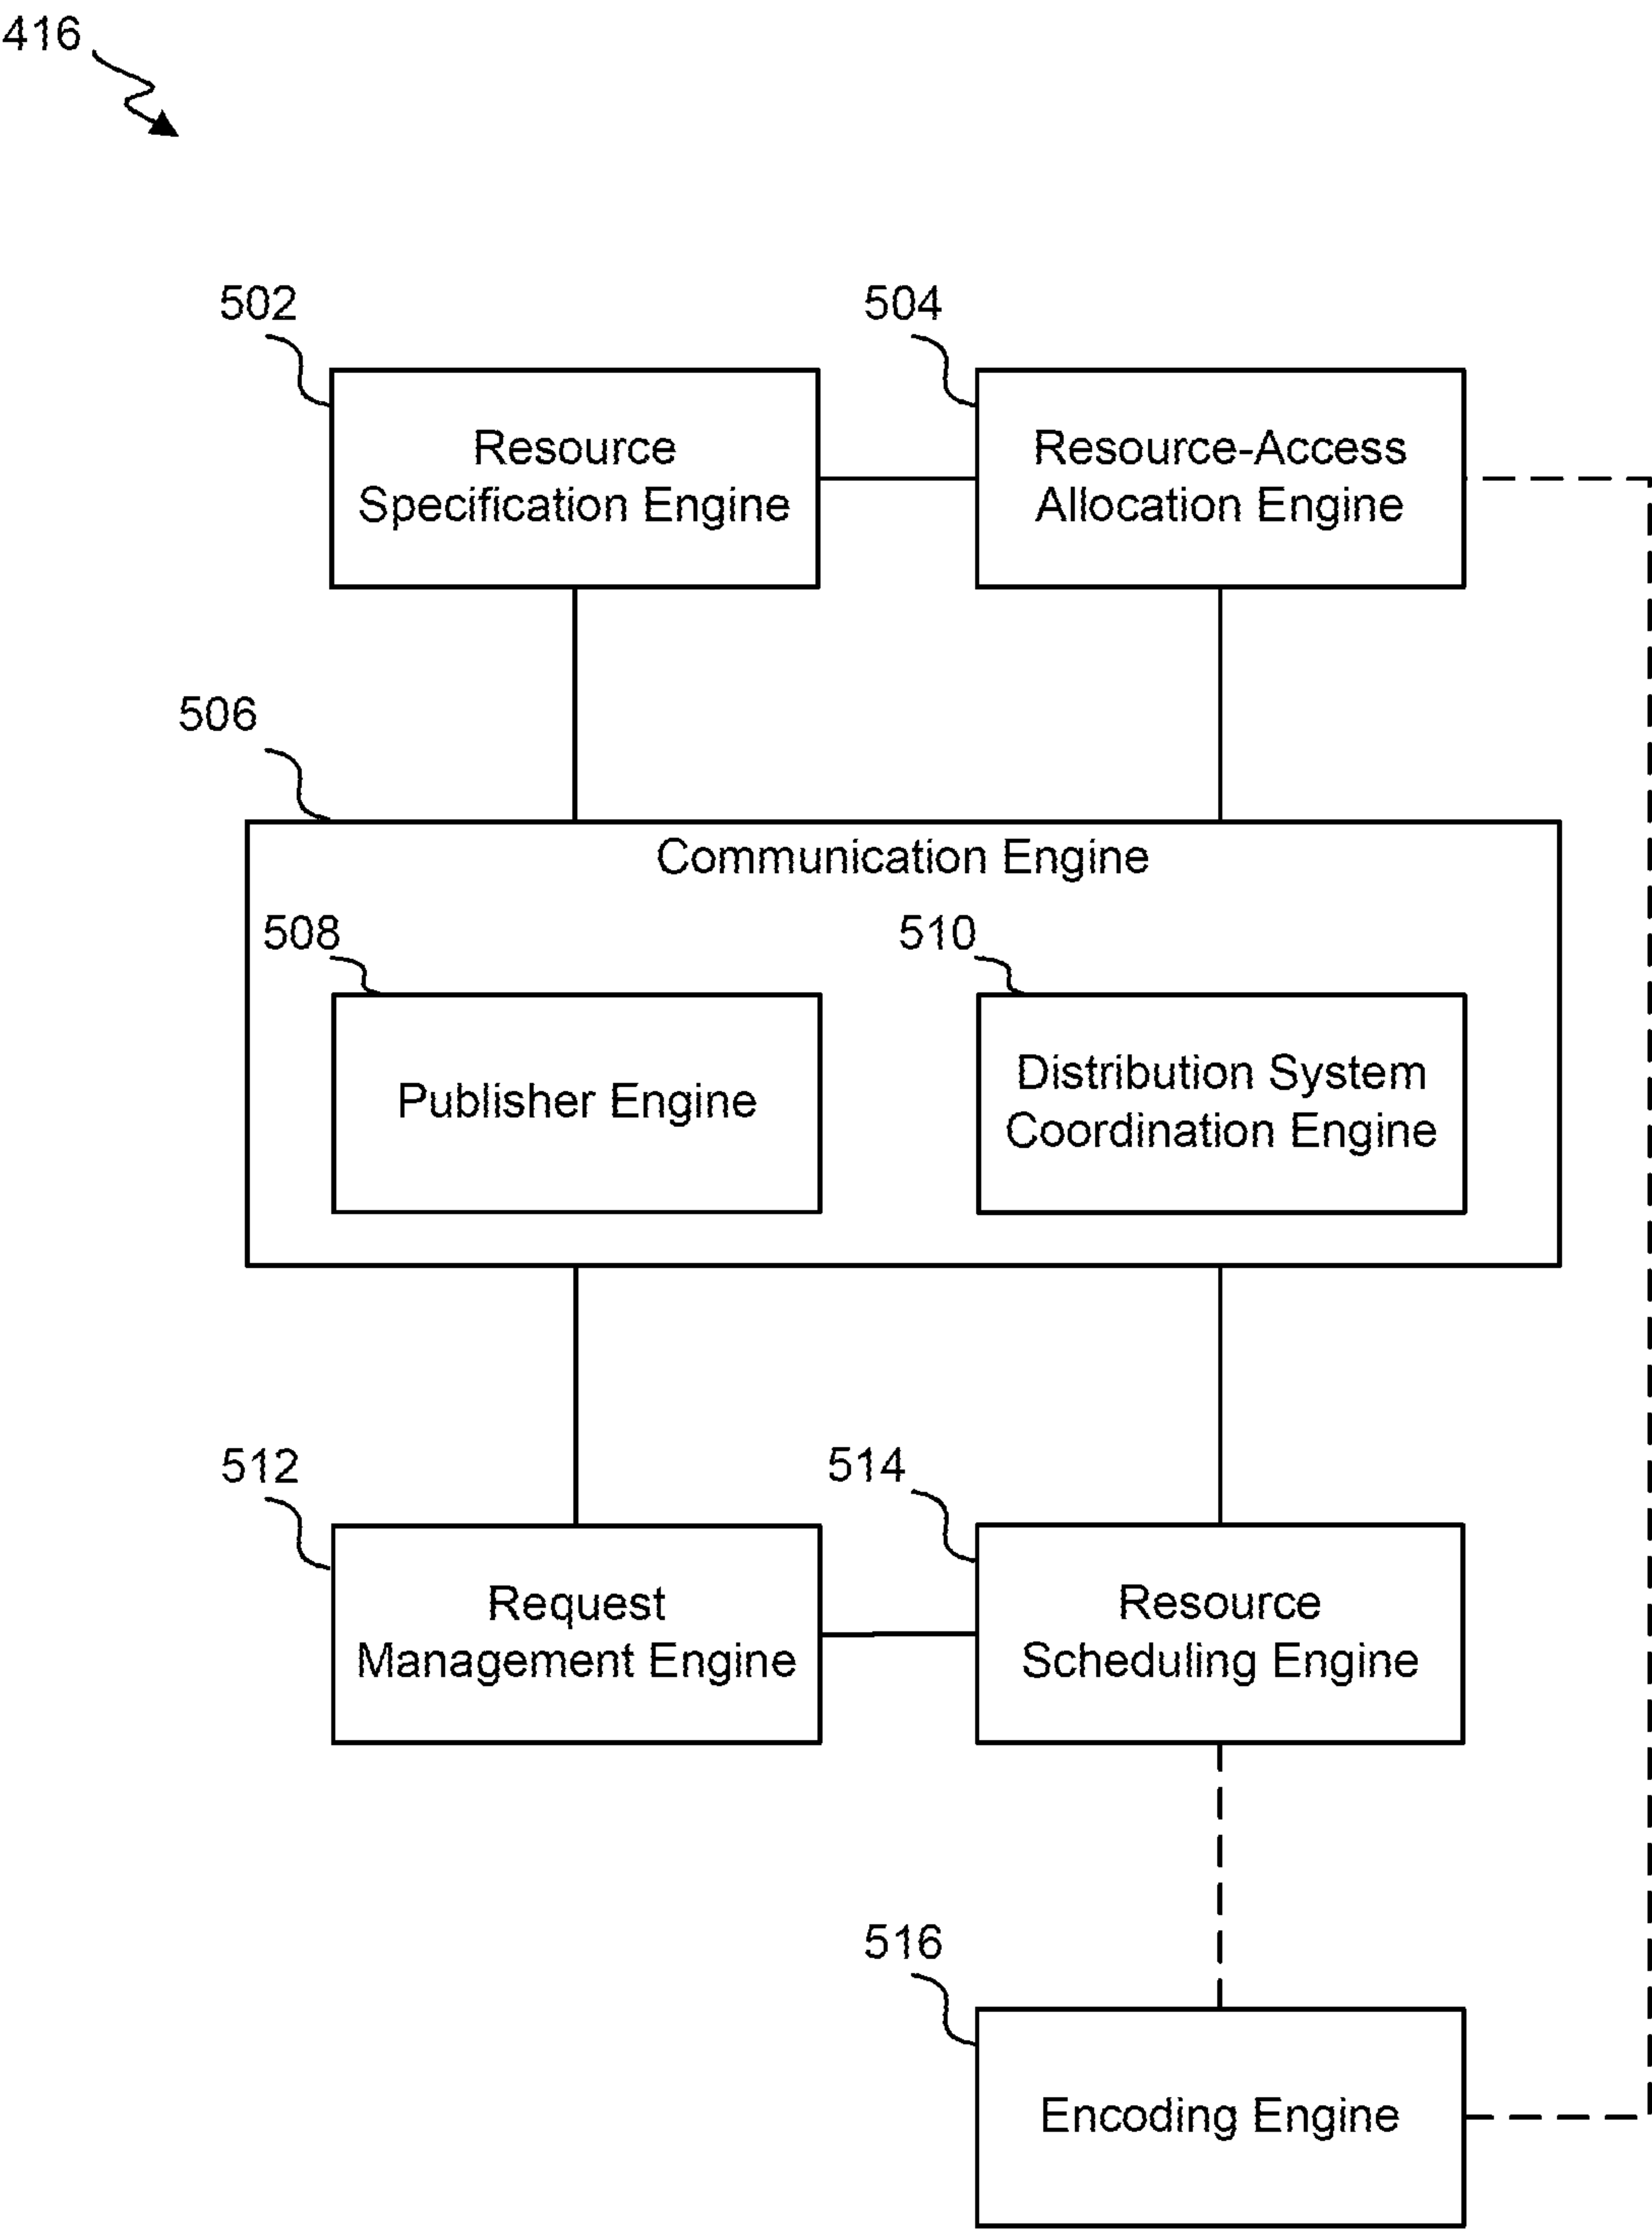 416
502
504
Resource
Specification Engine
Resource-Access
Allocation Engine
506
Communication Engine
508
510
Publisher Engine
Distribution System
Coordination Engine
512
514
Request
Management Engine
Resource
Scheduling Engine
516
Encoding Engine